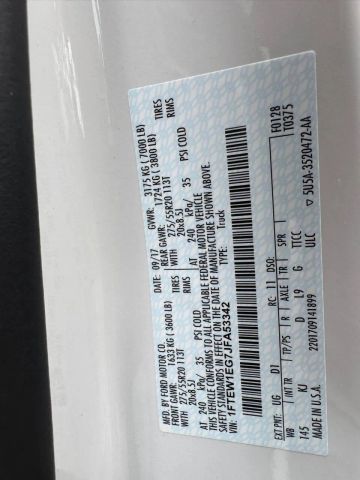 MFD. BY FORD MOTOR CO.
DATE: 09/17 GVWR: 3175 KG (7000 LB)
FRONT GAWR: 1633 KG (3600 LB) REAR GAWR: 1724 KG (3800 LB)
275/55R20 113T WITH 275/55R20 113T TIRES
20x8.5J 20x8.5J RIMS
AT 240 kPa/ 35 PSI COLD AT 240 kPa/ 35 PSI COLD
THIS VEHICLE CONFORMS TO ALL APPLICABLE FEDERAL MOTOR VEHICLE
SAFETY STANDARDS IN EFFECT ON THE DATE OF MANUFACTURE SHOWN ABOVE.
VIN: 1FTEW1EG7JFA53342 TYPE: Truck
F0128
T0375
EXT PNT: UG D1 RC: 11 DSO:
WB INT TR TP/PS R AXLE TR SPR
145 KJ D L9 G TTCC
ULC
2201709141899
MADE IN U.S.A.
5U5A-3520472-AA